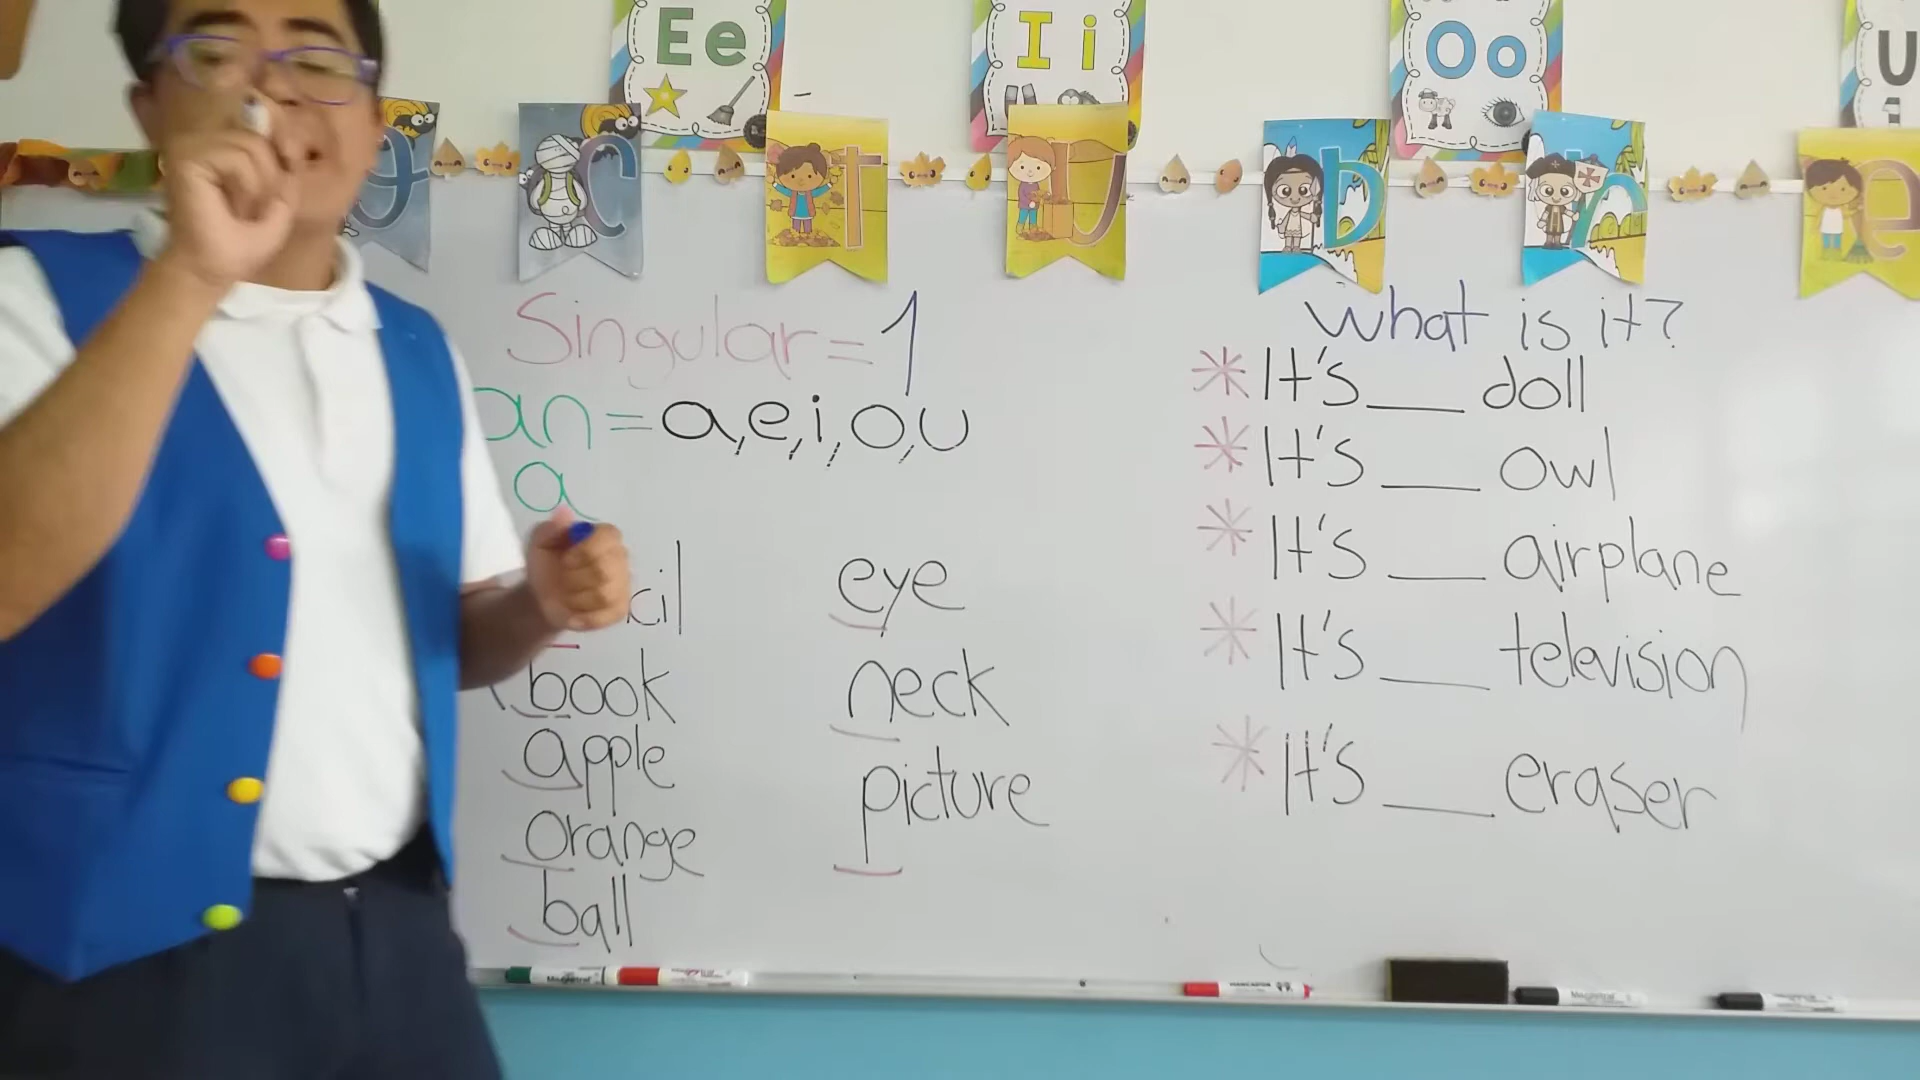 Ee
Ii
Oo
U
e
c
t
u
b
r
e
Singular = 1
an = a, e, i, o, u
a
cil
book
apple
orange
ball
eye
neck
picture
What is it?
* It's ___ doll
* It's ___ owl
* It's ___ airplane
* It's ___ television
* It's ___ eraser